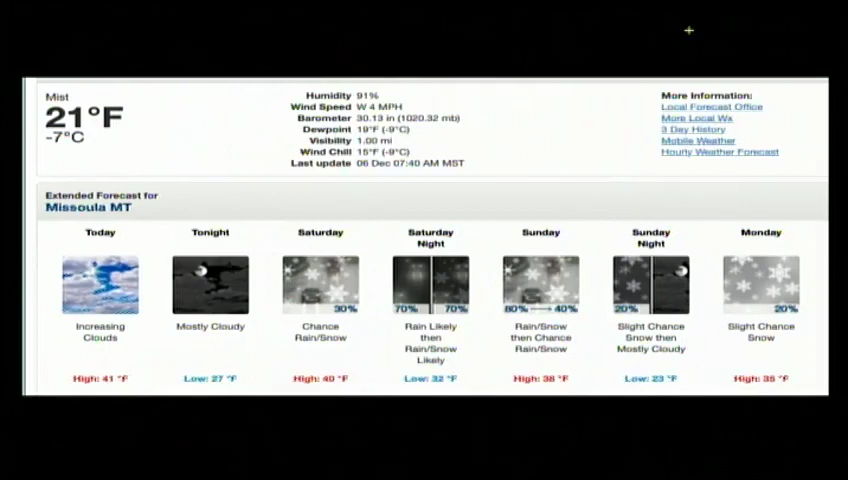 Mist
21°F
-7°C
Humidity 91%
Wind Speed W 4 MPH
Barometer 30.13 in (1020.32 mb)
Dewpoint 19°F (-9°C)
Visibility 1.00 mi
Wind Chill 15°F (-9°C)
Last update 06 Dec 07:40 AM MST
More Information:
Local Forecast Office
More Local Wx
3 Day History
Mobile Weather
Hourly Weather Forecast
Extended Forecast for
Missoula MT
Today
Increasing
Clouds
High: 41 °F
Tonight
Mostly Cloudy
Low: 27 °F
Saturday
30%
Chance
Rain/Snow
High: 40 °F
Saturday
Night
70% 70%
Rain Likely
then
Rain/Snow
Likely
Low: 32 °F
Sunday
60% 40%
Rain/Snow
then Chance
Rain/Snow
High: 38 °F
Sunday
Night
20%
Slight Chance
Snow then
Mostly Cloudy
Low: 23 °F
Monday
20%
Slight Chance
Snow
High: 35 °F